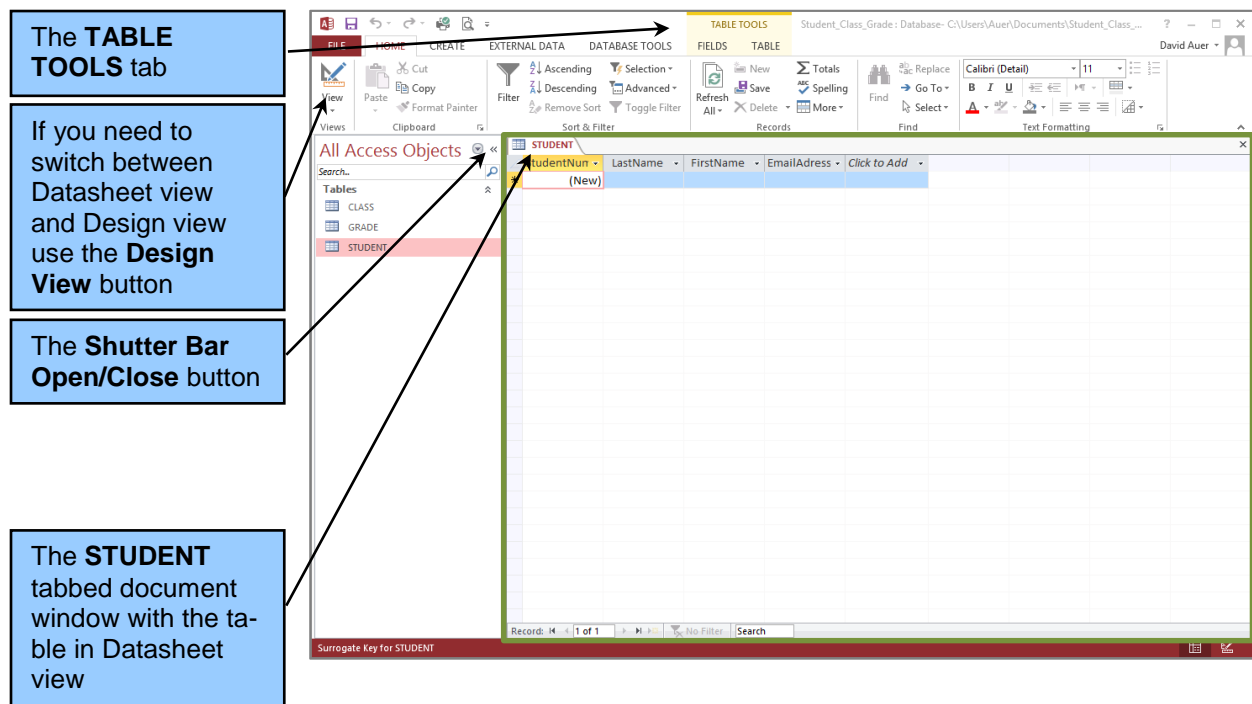 The TABLE
TOOLS tab
If you need to
switch between
Datasheet view
and Design view
use the Design
View button
The Shutter Bar
Open/Close button
The STUDENT
tabbed document
window with the ta-
ble in Datasheet
view
TABLE TOOLS
Student_Class_Grade : Database- C:\Users\Auer\Documents\Student_Class_...
FILE HOME CREATE EXTERNAL DATA DATABASE TOOLS FIELDS TABLE David Auer
View
Views
Paste
Cut
Copy
Format Painter
Clipboard
Filter
Ascending
Descending
Remove Sort
Selection
Advanced
Toggle Filter
Sort & Filter
Refresh
All
New
Save
Delete
Totals
Spelling
More
Records
Find
Replace
Go To
Select
Find
Calibri (Detail) 11
B I U
Text Formatting
All Access Objects
Search..
Tables
CLASS
GRADE
STUDENT
STUDENT
StudentNum LastName FirstName EmailAdress Click to Add
(New)
Record: 1 of 1 No Filter Search
Surrogate Key for STUDENT